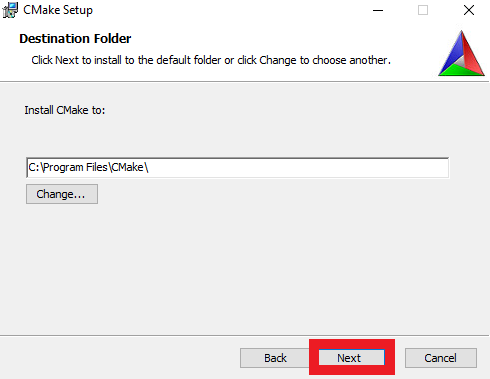 CMake Setup
Destination Folder
Click Next to install to the default folder or click Change to choose another.
Install CMake to:
C:\Program Files\CMake\
Change...
Back Next Cancel